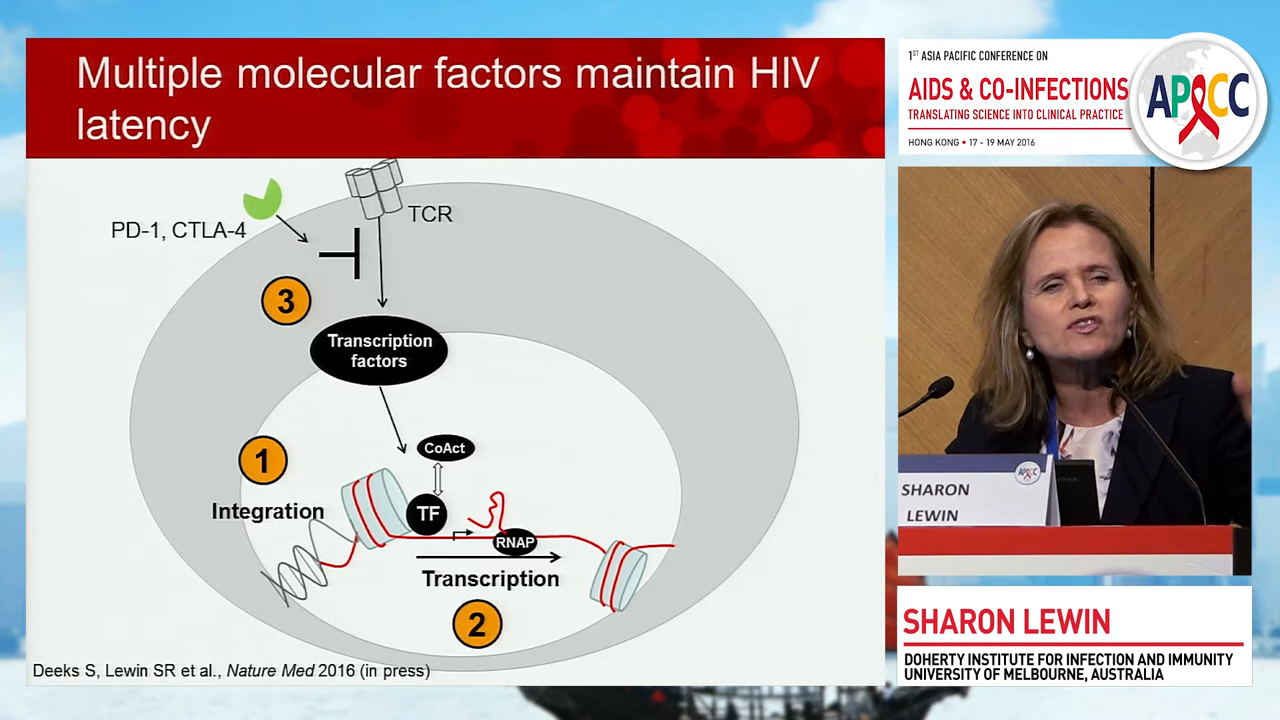 Multiple molecular factors maintain HIV
latency
PD-1, CTLA-4
TCR
3
Transcription
factors
1
Integration
CoAct
TF
RNAP
Transcription
2
Deeks S, Lewin SR et al., Nature Med 2016 (in press)
1ST ASIA PACIFIC CONFERENCE ON
AIDS & CO-INFECTIONS
TRANSLATING SCIENCE INTO CLINICAL PRACTICE
HONG KONG • 17 - 19 MAY 2016
APACC
APACC
SHARON
LEWIN
SHARON LEWIN
DOHERTY INSTITUTE FOR INFECTION AND IMMUNITY
UNIVERSITY OF MELBOURNE, AUSTRALIA